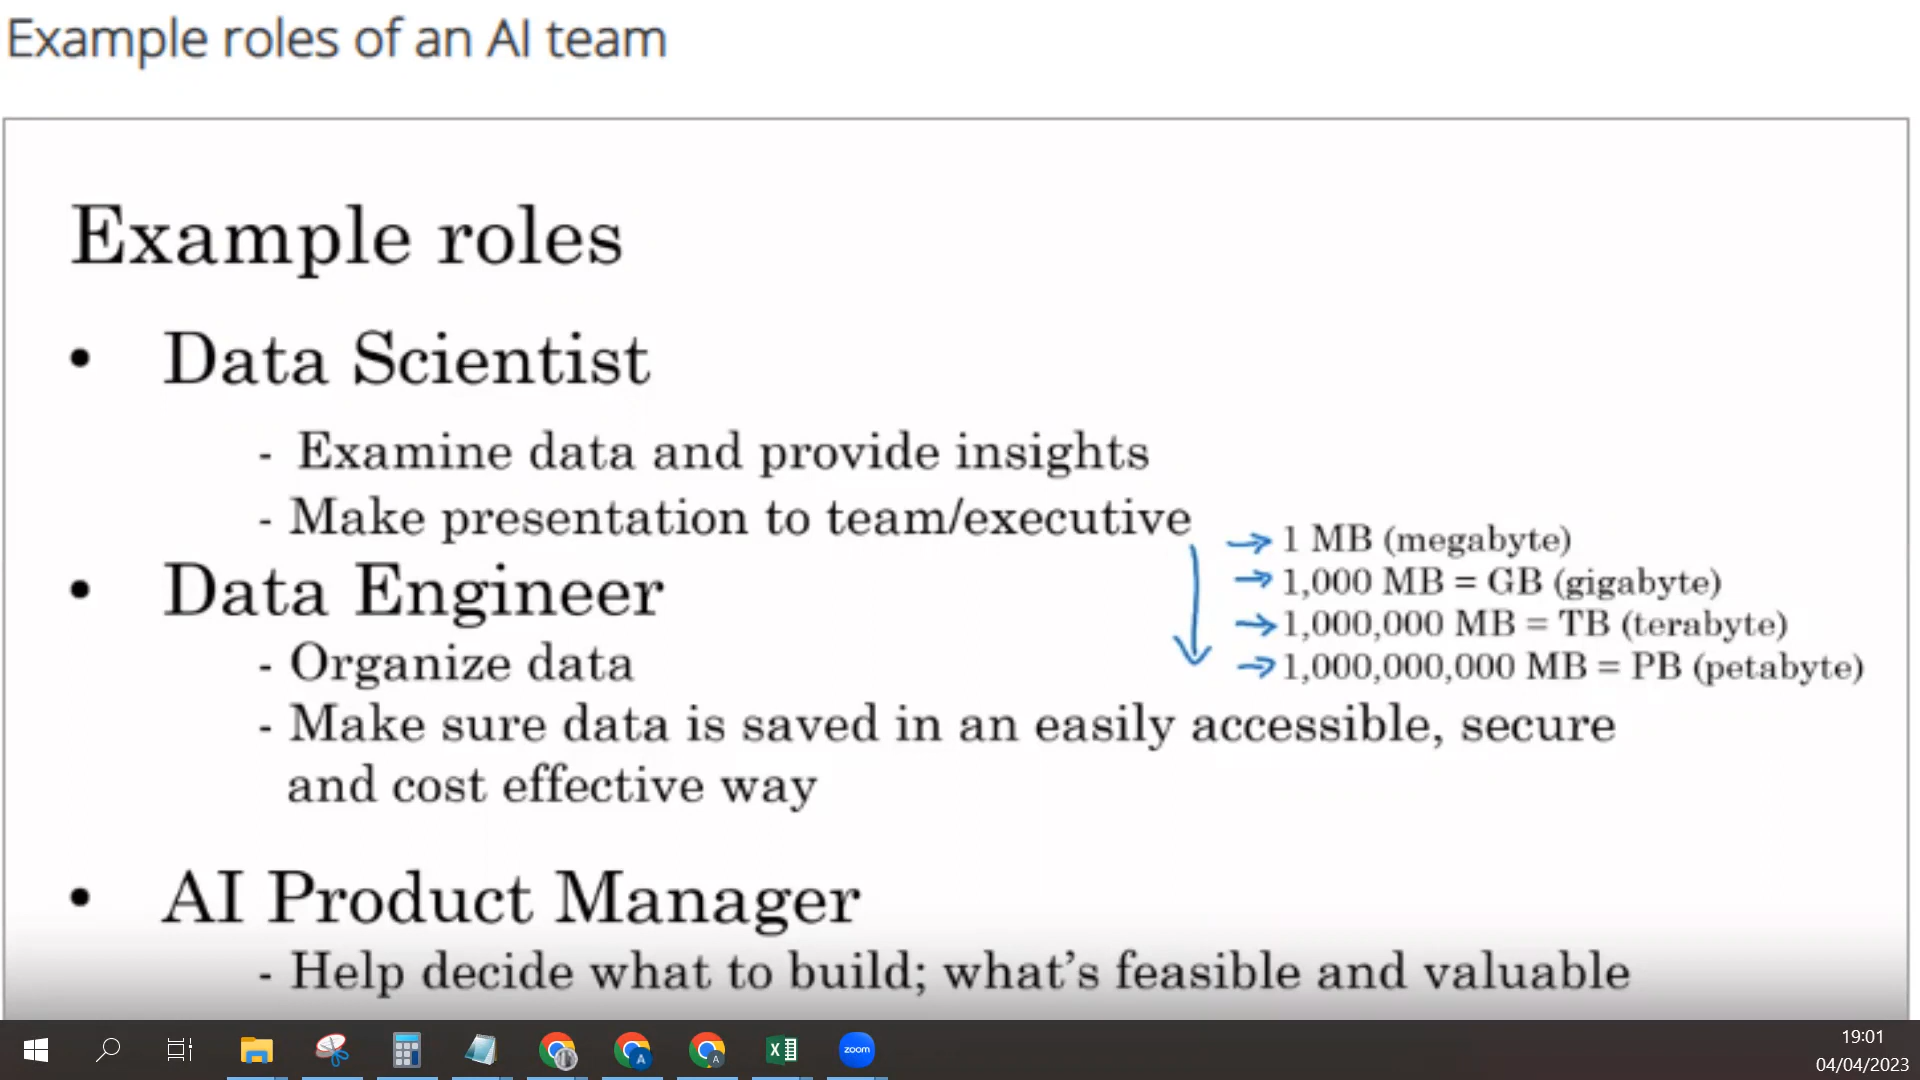 Example roles of an AI team
Example roles
• Data Scientist
- Examine data and provide insights
- Make presentation to team/executive
→ 1 MB (megabyte)
→ 1,000 MB = GB (gigabyte)
→ 1,000,000 MB = TB (terabyte)
→ 1,000,000,000 MB = PB (petabyte)
• Data Engineer
- Organize data
- Make sure data is saved in an easily accessible, secure
and cost effective way
• AI Product Manager
- Help decide what to build; what's feasible and valuable
A
A
X
zoom
19:01
04/04/2023